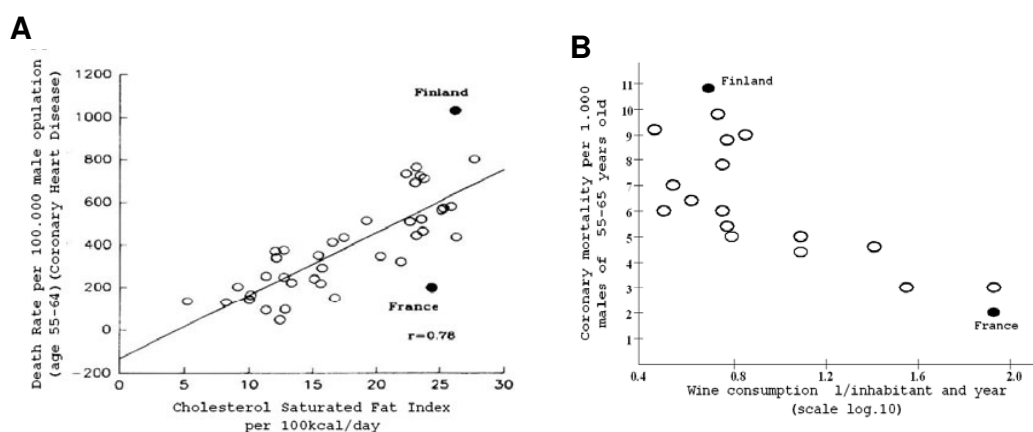 A
Death Rate per 100.000 male opulation
(age 55-64)(Coronary Heart Disease)
1200
1000
800
600
400
200
0
-200
Finland
France
r=0.78
0
10
20
30
Cholesterol Saturated Fat Index
per 100kcal/day
B
Coronary mortality per 1.000
males of 55-65 years old
11
10
9
8
7
6
5
4
3
2
1
Finland
France
0.4
0.8
1.2
1.6
2.0
Wine consumption l/inhabitant and year
(scale log.10)